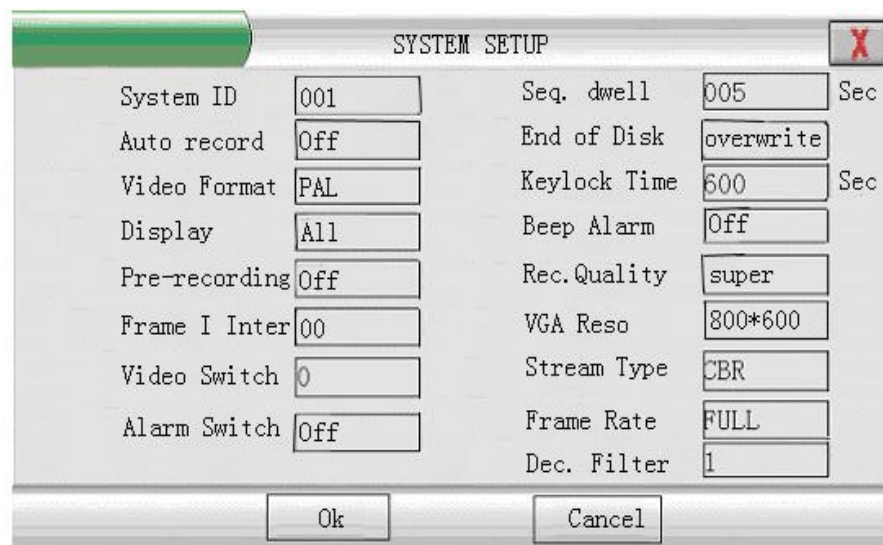 SYSTEM SETUP
X
System ID 001
Auto record Off
Video Format PAL
Display All
Pre-recording Off
Frame I Inter 00
Video Switch 0
Alarm Switch Off
Seq. dwell 005 Sec
End of Disk overwrite
Keylock Time 600 Sec
Beep Alarm Off
Rec.Quality super
VGA Reso 800*600
Stream Type CBR
Frame Rate FULL
Dec. Filter 1
Ok
Cancel